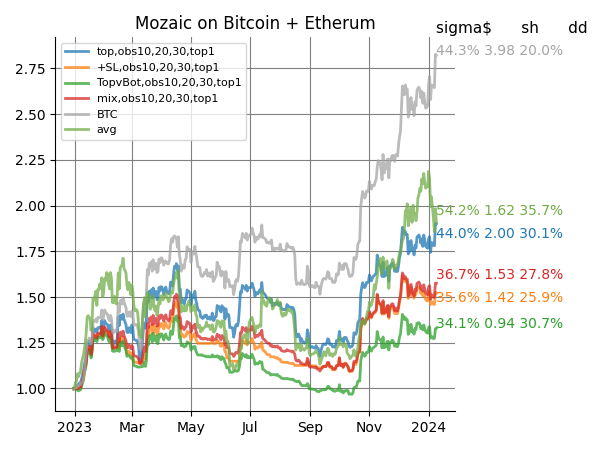 Mozaic on Bitcoin + Etherum
sigma$ sh dd
top,obs10,20,30,top1
+SL,obs10,20,30,top1
TopvBot,obs10,20,30,top1
mix,obs10,20,30,top1
BTC
avg
44.3% 3.98 20.0%
54.2% 1.62 35.7%
44.0% 2.00 30.1%
36.7% 1.53 27.8%
35.6% 1.42 25.9%
34.1% 0.94 30.7%
2.75
2.50
2.25
2.00
1.75
1.50
1.25
1.00
2023 Mar May Jul Sep Nov 2024